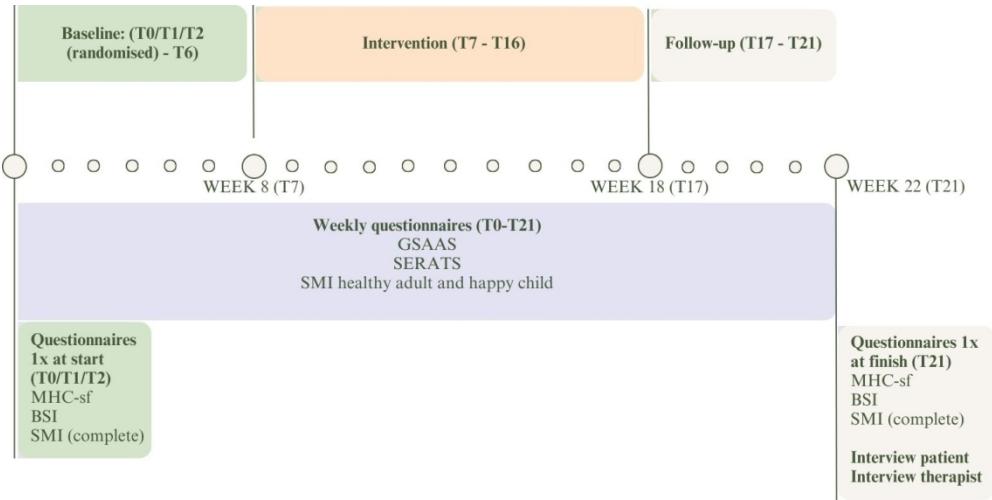 Baseline: (T0/T1/T2
(randomised) - T6)
Intervention (T7 - T16)
Follow-up (T17 - T21)
WEEK 8 (T7)
WEEK 18 (T17)
WEEK 22 (T21)
Weekly questionnaires (T0-T21)
GSAAS
SERATS
SMI healthy adult and happy child
Questionnaires
1x at start
(T0/T1/T2)
MHC-sf
BSI
SMI (complete)
Questionnaires 1x
at finish (T21)
MHC-sf
BSI
SMI (complete)
Interview patient
Interview therapist